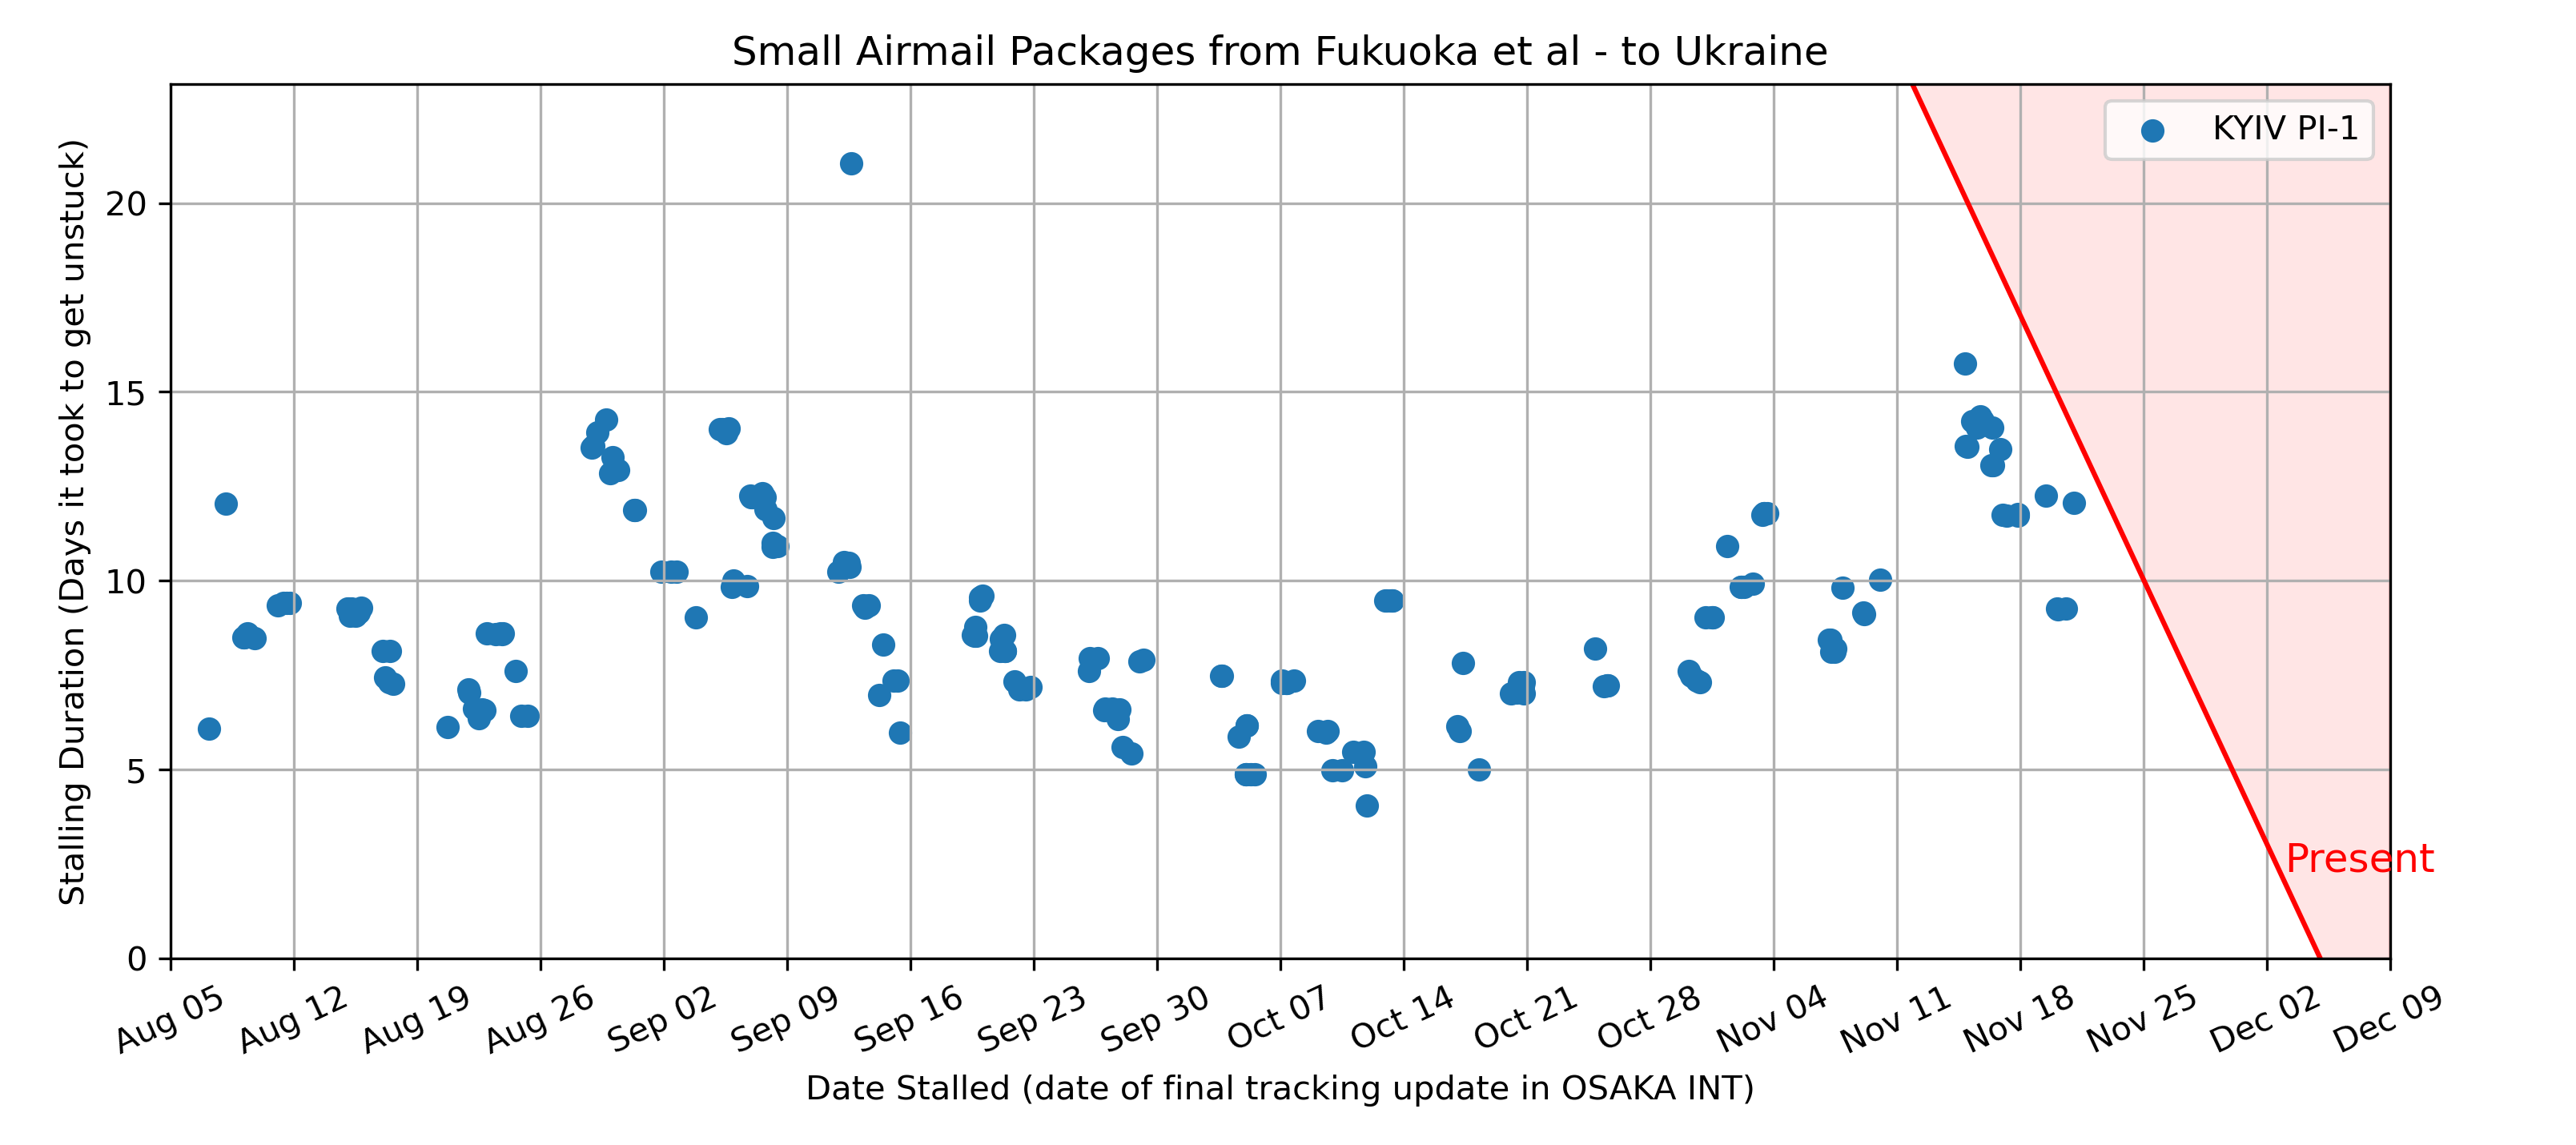 Small Airmail Packages from Fukuoka et al - to Ukraine
KYIV PI-1
Stalling Duration (Days it took to get unstuck)
20
15
10
5
0
Present
Aug 05 Aug 12 Aug 19 Aug 26 Sep 02 Sep 09 Sep 16 Sep 23 Sep 30 Oct 07 Oct 14 Oct 21 Oct 28 Nov 04 Nov 11 Nov 18 Nov 25 Dec 02 Dec 09
Date Stalled (date of final tracking update in OSAKA INT)